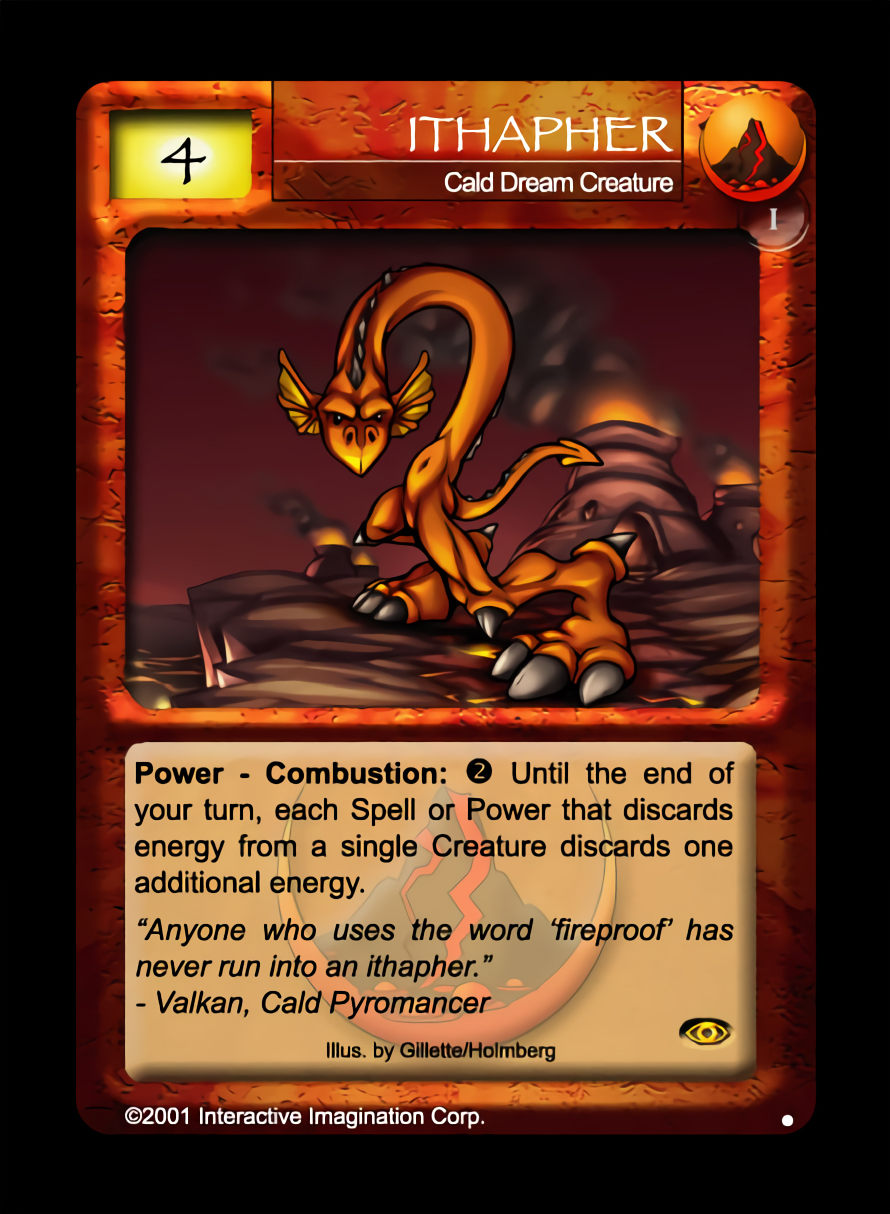 4
ITHAPHER
Cald Dream Creature
I
Power - Combustion: ❷ Until the end of
your turn, each Spell or Power that discards
energy from a single Creature discards one
additional energy.
“Anyone who uses the word ‘fireproof’ has
never run into an ithapher.”
- Valkan, Cald Pyromancer
Illus. by Gillette/Holmberg
©2001 Interactive Imagination Corp.